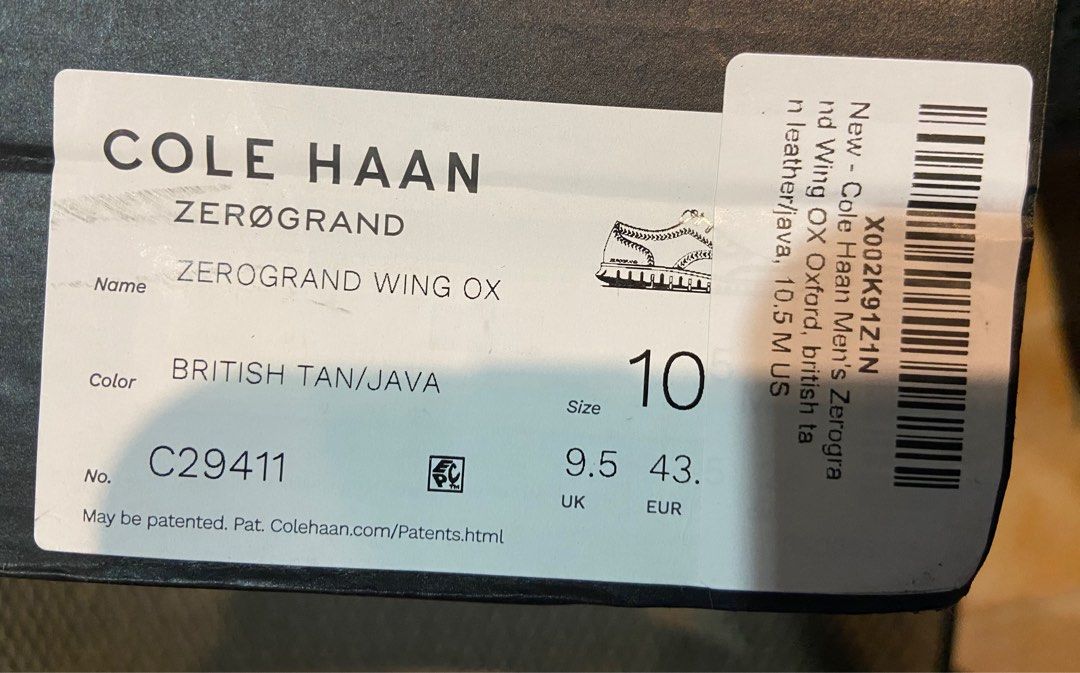 COLE HAAN
ZERØGRAND
Name ZEROGRAND WING OX
Color BRITISH TAN/JAVA
Size 10
No. C29411
9.5 43.
UK EUR
May be patented. Pat. Colehaan.com/Patents.html
X002K91Z1N
New - Cole Haan Men's Zerogra
nd Wing OX Oxford, british ta
n leather/java, 10.5 M US